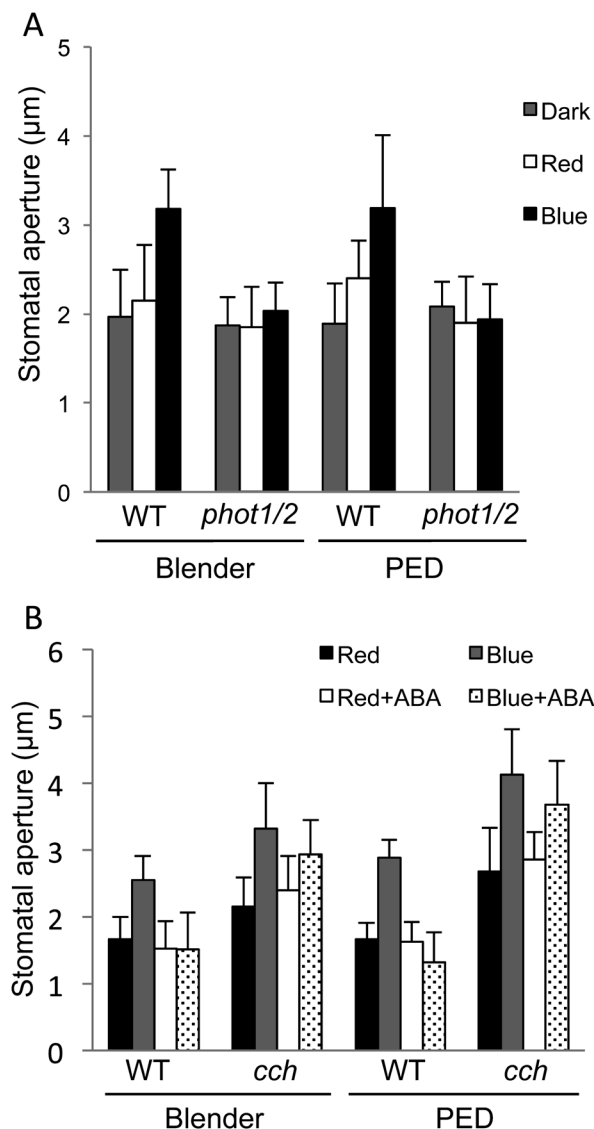 A
Stomatal aperture (µm)
5
4
3
2
1
0
Dark
Red
Blue
WT phot1/2 WT phot1/2
Blender PED
B
Stomatal aperture (µm)
6
5
4
3
2
1
0
Red Blue
Red+ABA Blue+ABA
WT cch WT cch
Blender PED